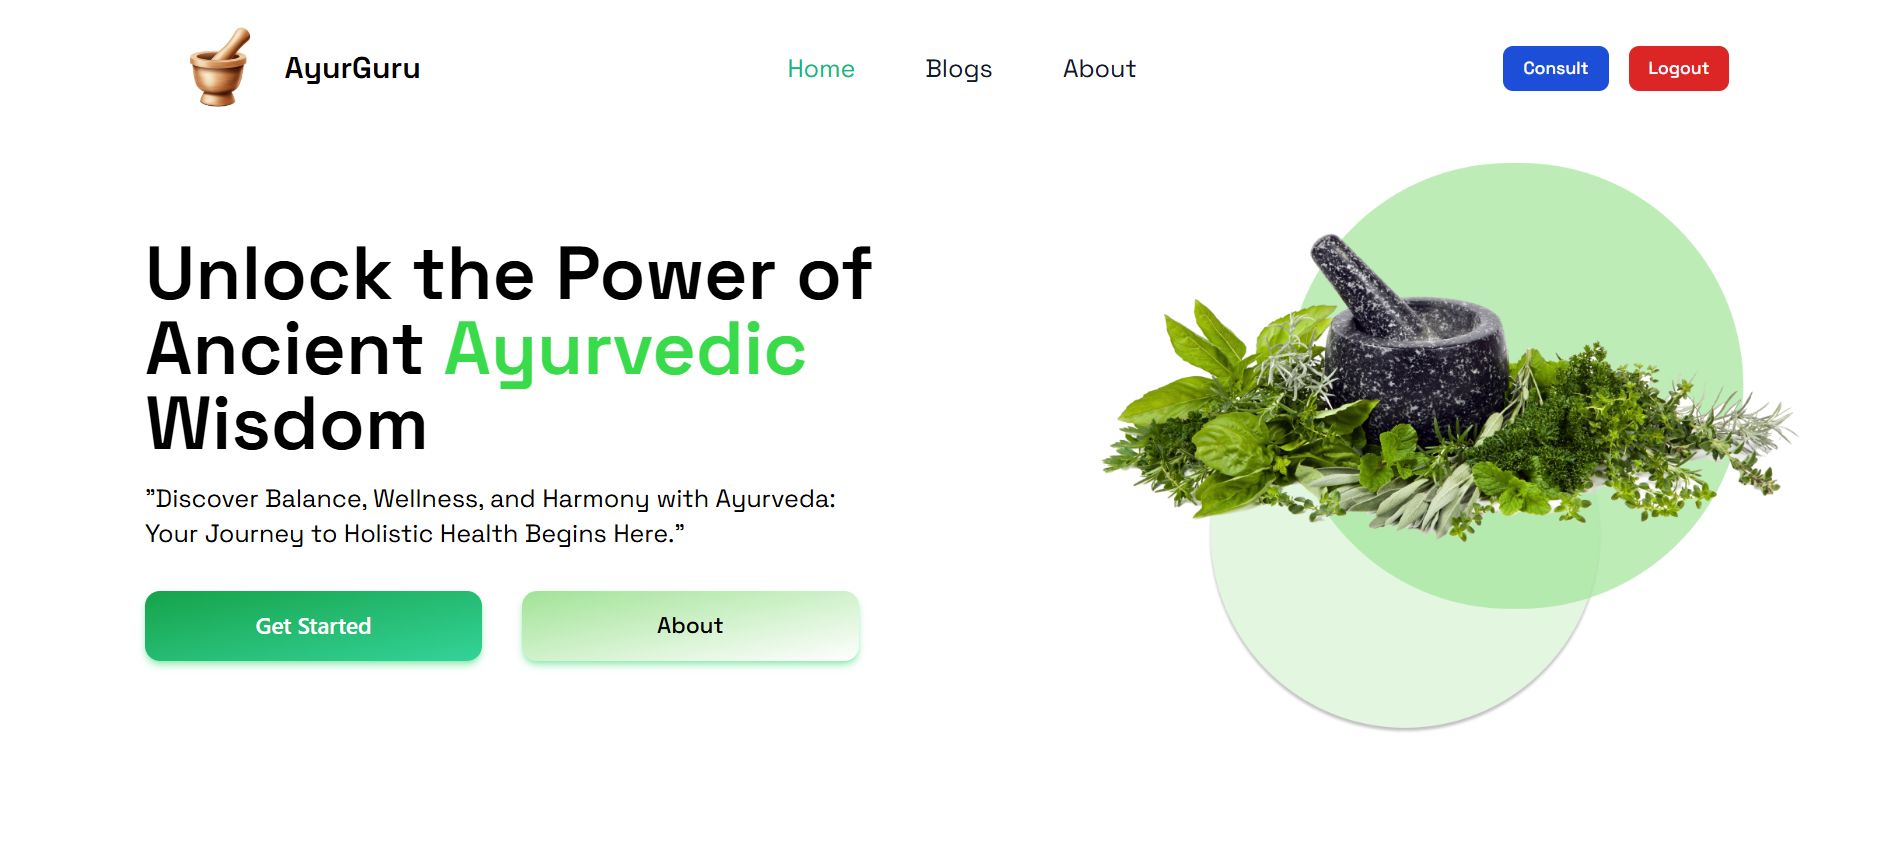 AyurGuru
Home
Blogs
About
Consult
Logout
Unlock the Power of
Ancient Ayurvedic
Wisdom
”Discover Balance, Wellness, and Harmony with Ayurveda:
Your Journey to Holistic Health Begins Here.”
Get Started
About